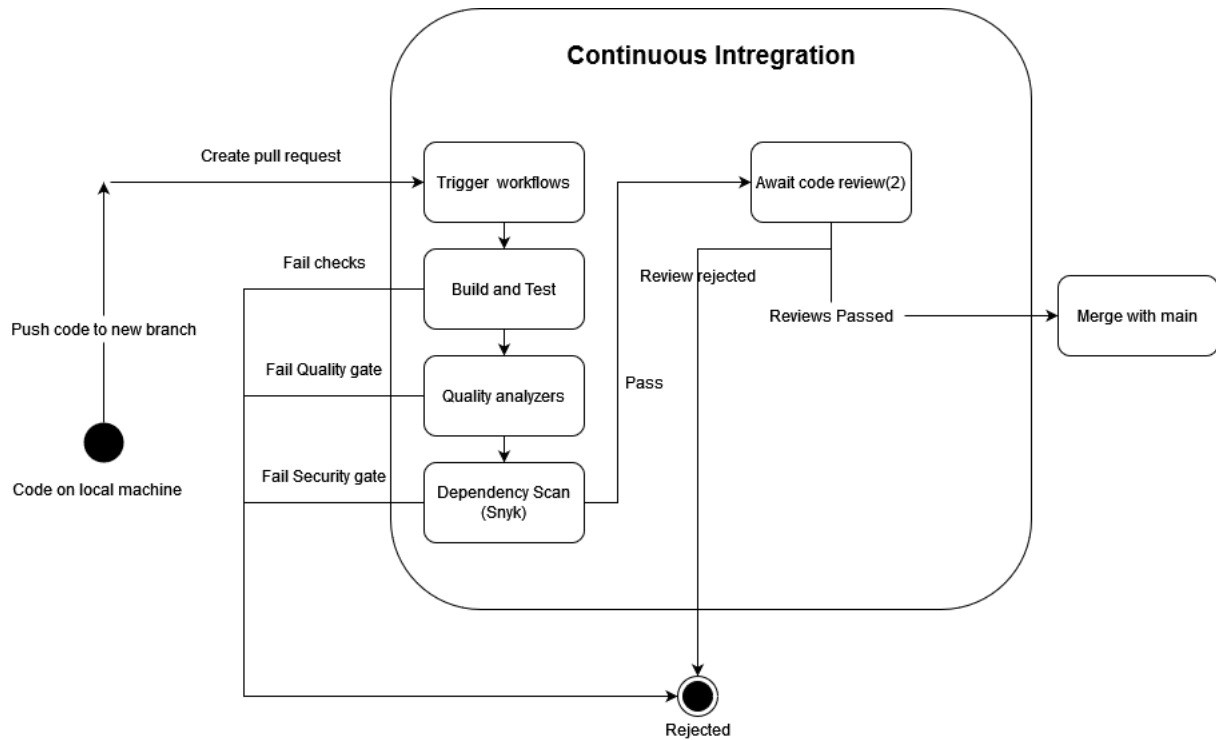 Continuous Intregration
Create pull request
Trigger workflows
Await code review(2)
Fail checks
Build and Test
Review rejected
Push code to new branch
Reviews Passed
Merge with main
Fail Quality gate
Quality analyzers
Pass
Fail Security gate
Code on local machine
Dependency Scan
(Snyk)
Rejected